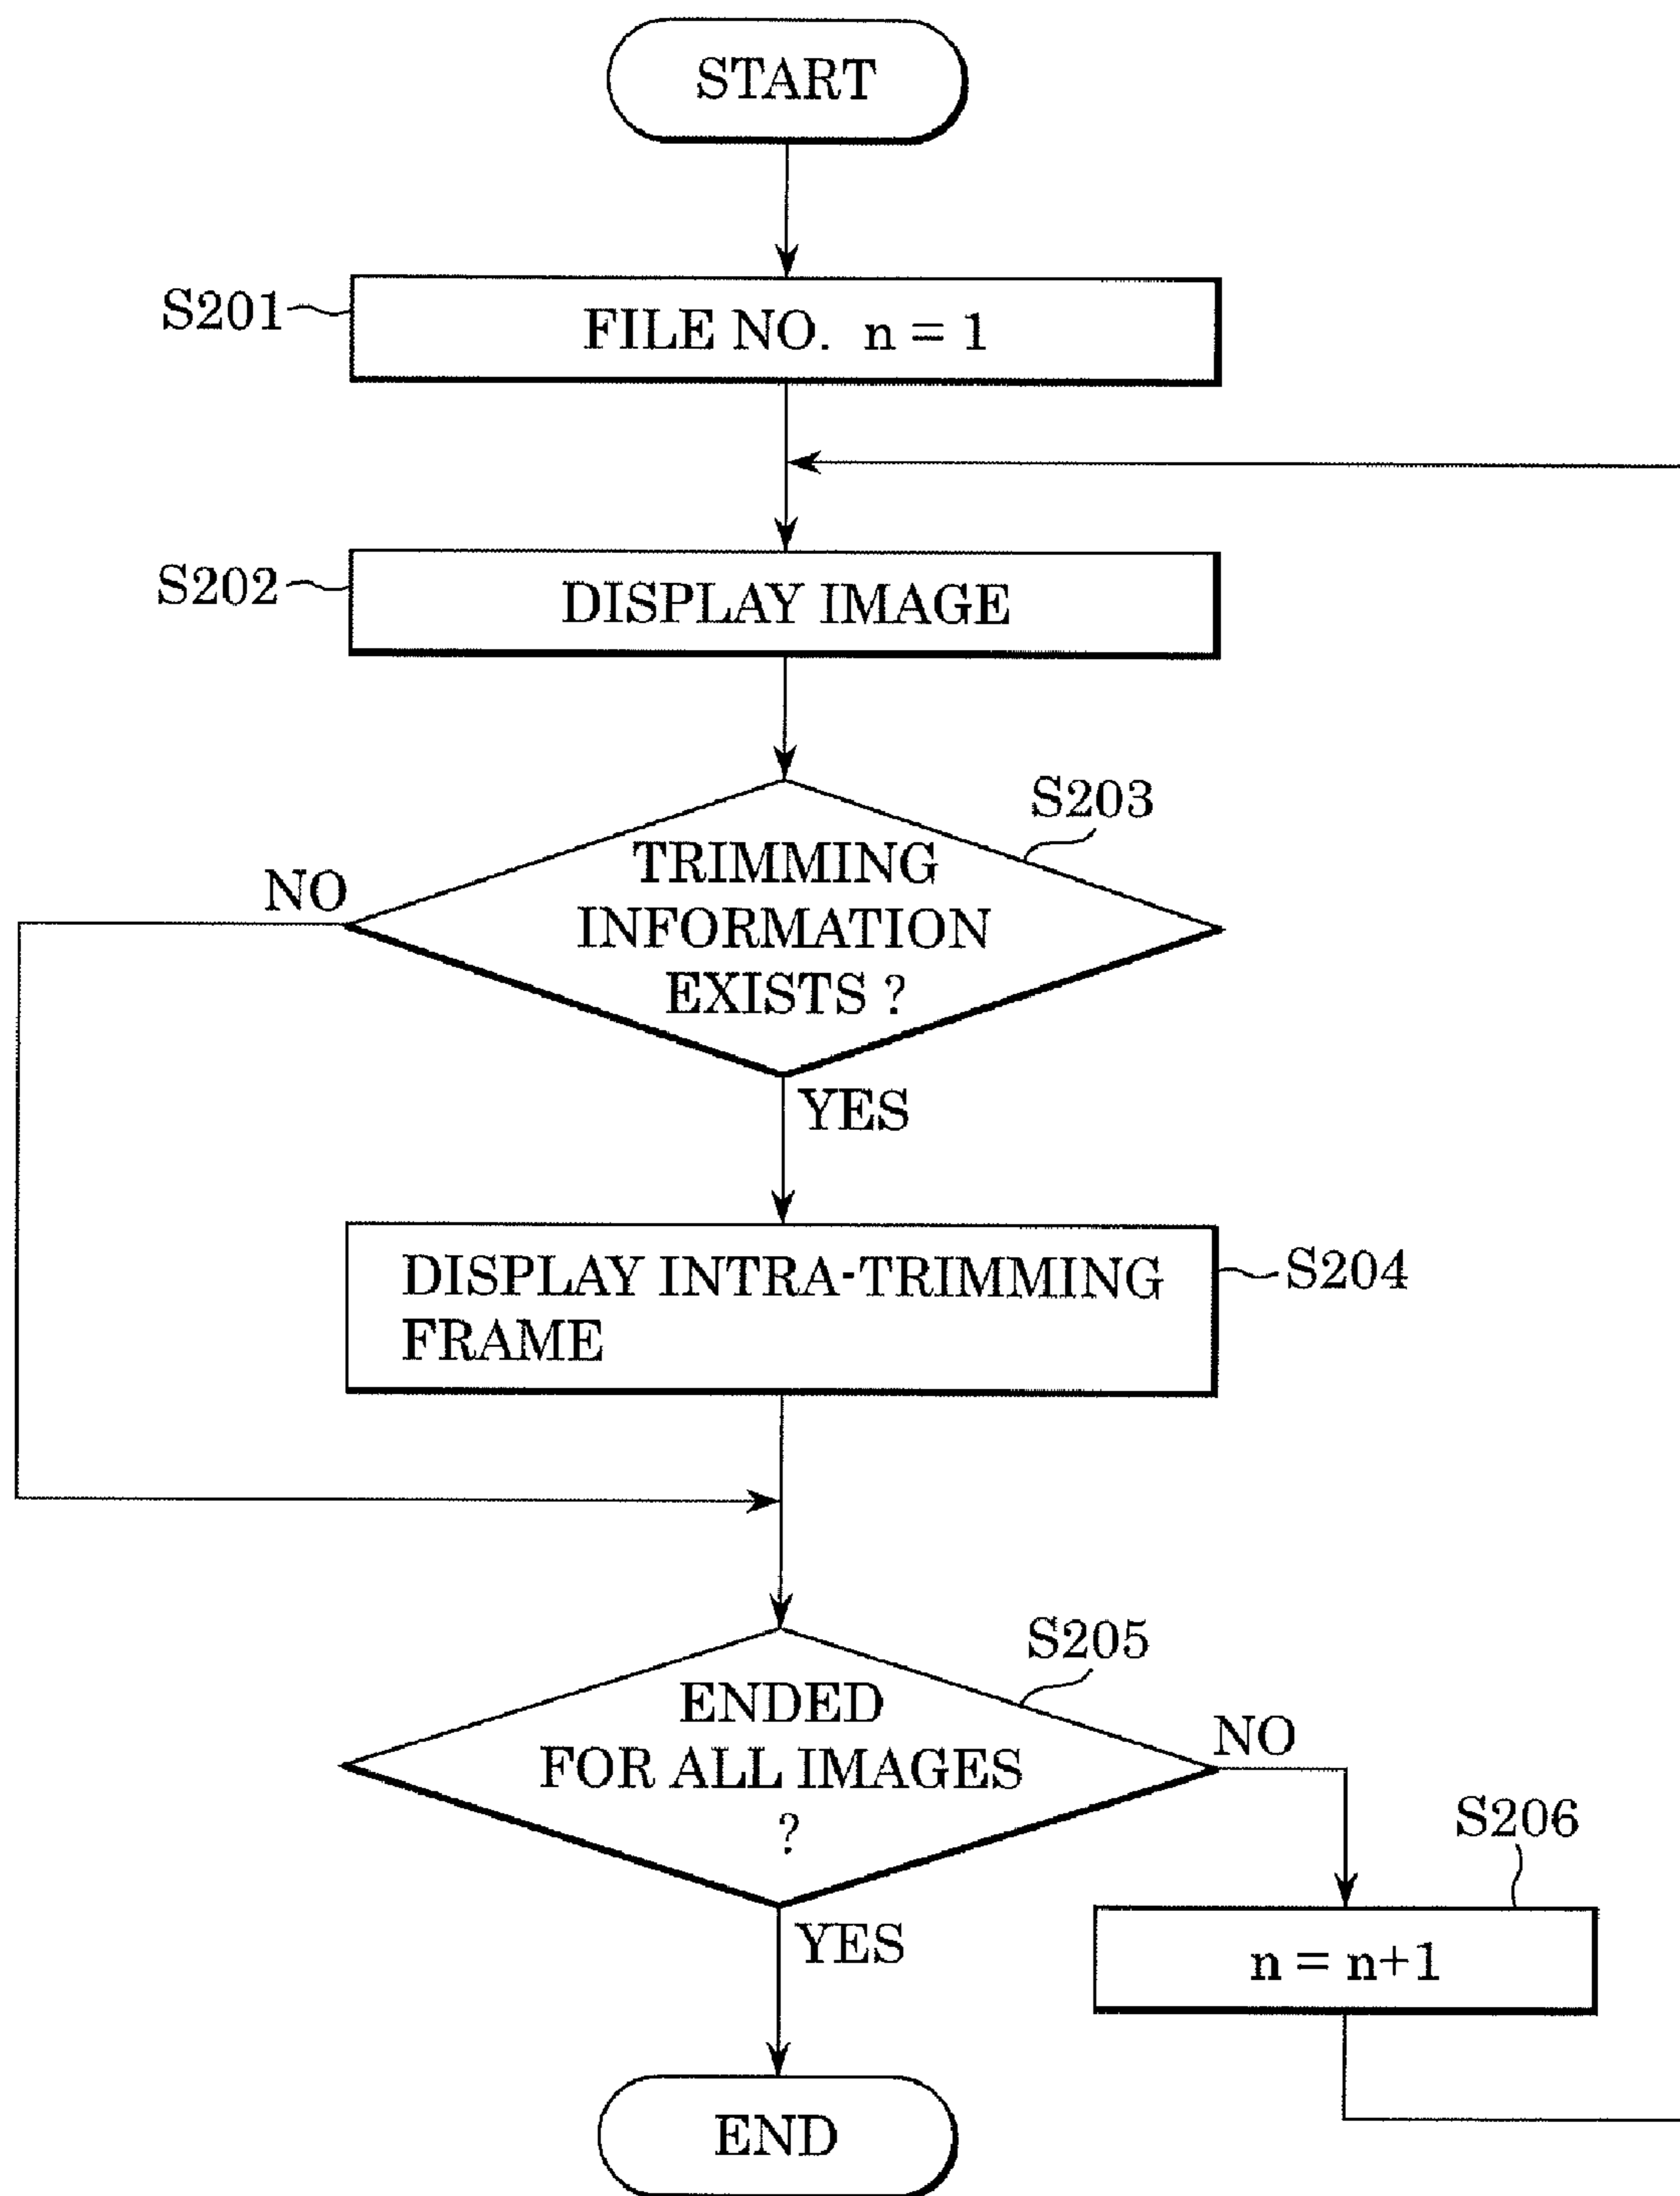 START
S201
FILE NO. n = 1
S202
DISPLAY IMAGE
S203
TRIMMING
INFORMATION
EXISTS ?
NO
YES
DISPLAY INTRA-TRIMMING
FRAME
S204
S205
ENDED
FOR ALL IMAGES
?
NO
S206
n = n+1
YES
END